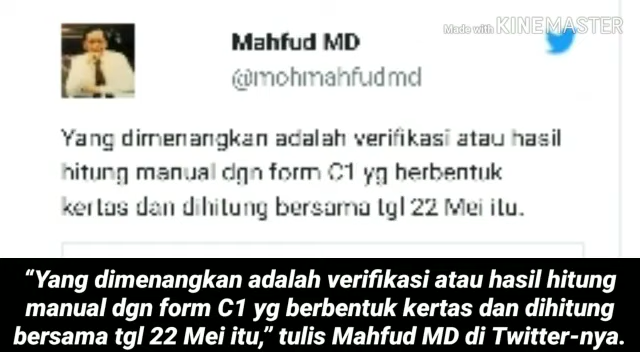 Made with KINEMASTER
Mahfud MD
@mohmahfudmd
Yang dimenangkan adalah verifikasi atau hasil
hitung manual dgn form C1 yg berbentuk
kertas dan dihitung bersama tgl 22 Mei itu.
“Yang dimenangkan adalah verifikasi atau hasil hitung
manual dgn form C1 yg berbentuk kertas dan dihitung
bersama tgl 22 Mei itu,” tulis Mahfud MD di Twitter-nya.